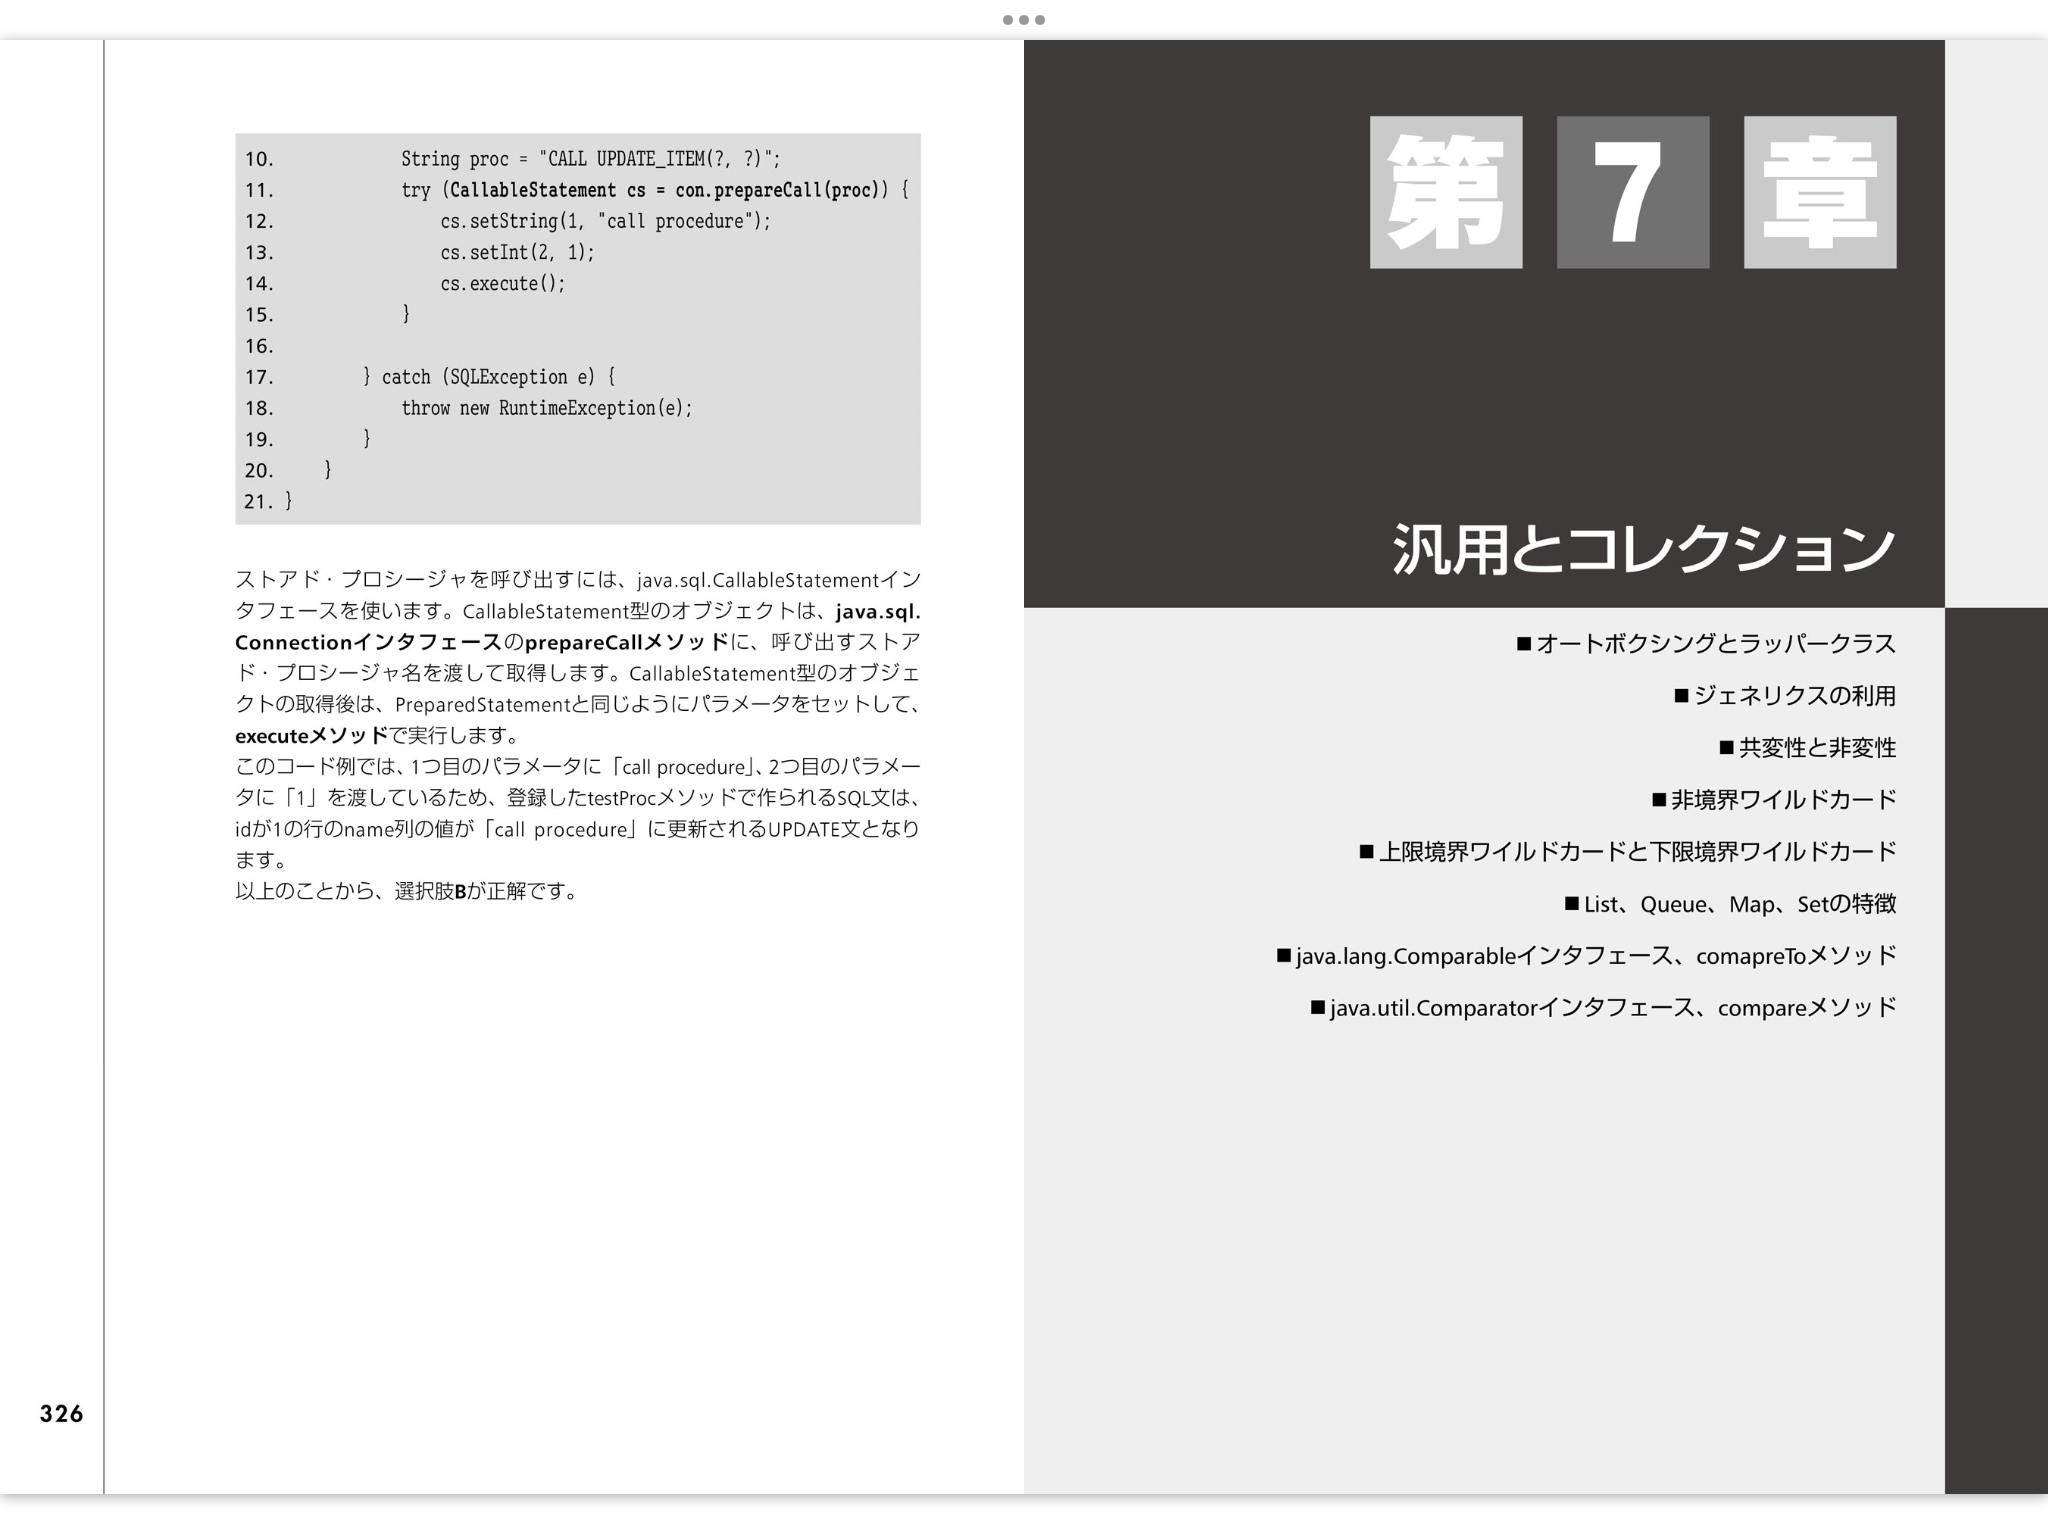 10.             String proc = "CALL UPDATE_ITEM(?, ?)";
11.             try (CallableStatement cs = con.prepareCall(proc)) {
12.                 cs.setString(1, "call procedure");
13.                 cs.setInt(2, 1);
14.                 cs.execute();
15.             }
16.
17.         } catch (SQLException e) {
18.             throw new RuntimeException(e);
19.         }
20.     }
21. }
ストアド・プロシージャを呼び出すには、java.sql.CallableStatementイン
タフェースを使います。CallableStatement型のオブジェクトは、java.sql.
ConnectionインタフェースのprepareCallメソッドに、呼び出すストア
ド・プロシージャ名を渡して取得します。CallableStatement型のオブジェ
クトの取得後は、PreparedStatementと同じようにパラメータをセットして、
executeメソッドで実行します。
このコード例では、1つ目のパラメータに「call procedure」、2つ目のパラメー
タに「1」を渡しているため、登録したtestProcメソッドで作られるSQL文は、
idが1の行のname列の値が「call procedure」に更新されるUPDATE文となり
ます。
以上のことから、選択肢Bが正解です。
326
第7章
汎用とコレクション
■オートボクシングとラッパークラス
■ジェネリクスの利用
■共変性と非変性
■非境界ワイルドカード
■上限境界ワイルドカードと下限境界ワイルドカード
■List、Queue、Map、Setの特徴
■java.lang.Comparableインタフェース、comapreToメソッド
■java.util.Comparatorインタフェース、compareメソッド